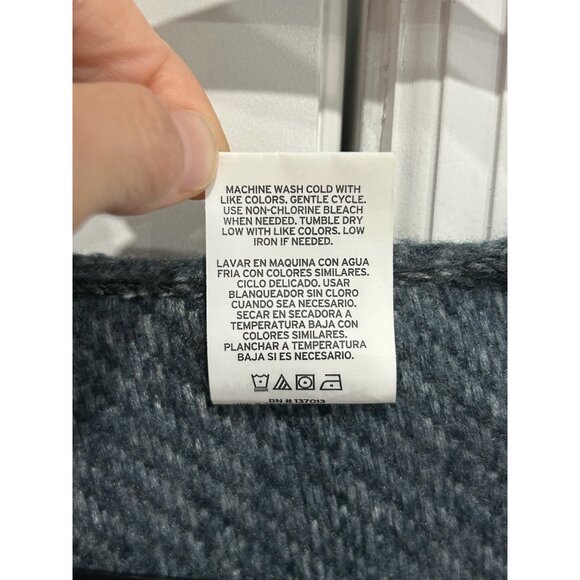 MACHINE WASH COLD WITH
LIKE COLORS. GENTLE CYCLE.
USE NON-CHLORINE BLEACH
WHEN NEEDED. TUMBLE DRY
LOW WITH LIKE COLORS. LOW
IRON IF NEEDED.
LAVAR EN MAQUINA CON AGUA
FRIA CON COLORES SIMILARES.
CICLO DELICADO. USAR
BLANQUEADOR SIN CLORO
CUANDO SEA NECESARIO.
SECAR EN SECADORA A
TEMPERATURA BAJA CON
COLORES SIMILARES.
PLANCHAR A TEMPERATURA
BAJA SI ES NECESARIO.
RN # 137013